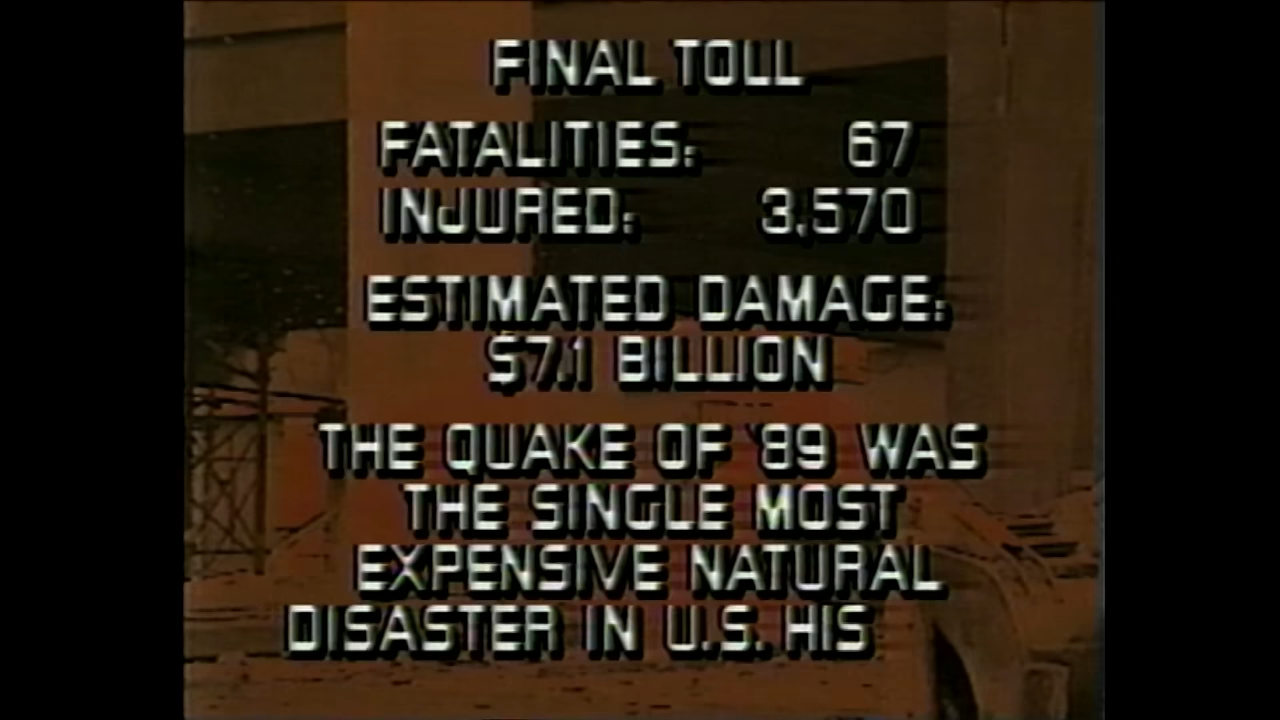 FINAL TOLL
FATALITIES: 67
INJURED: 3,570
ESTIMATED DAMAGE:
$7.1 BILLION
THE QUAKE OF '89 WAS
THE SINGLE MOST
EXPENSIVE NATURAL
DISASTER IN U.S. HIS